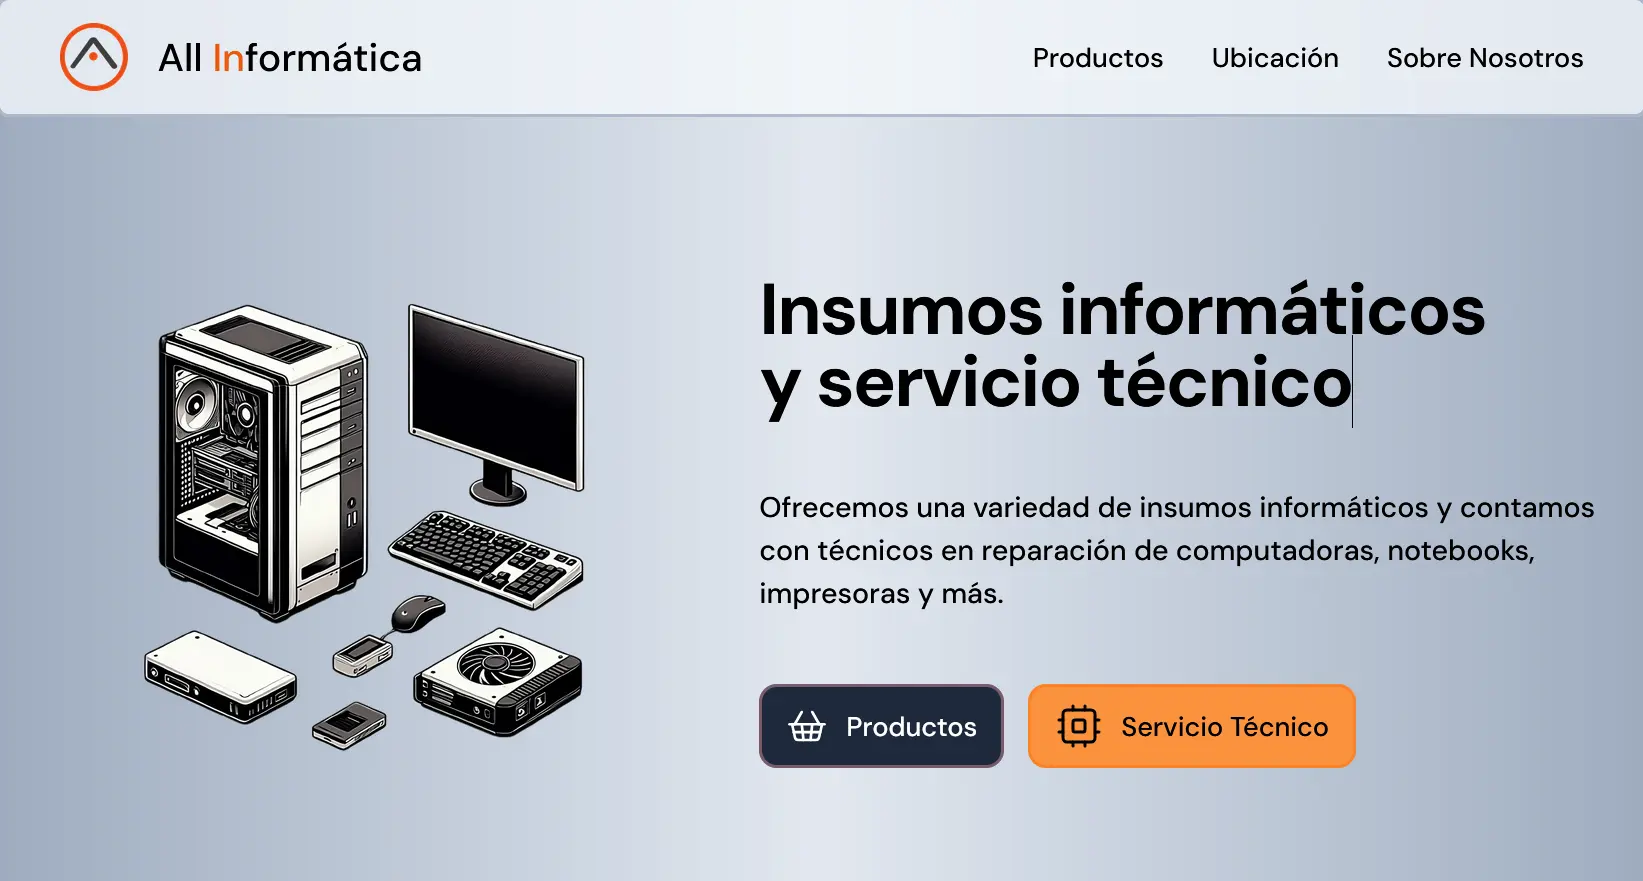 All Informática
Productos
Ubicación
Sobre Nosotros
Insumos informáticos
y servicio técnico
Ofrecemos una variedad de insumos informáticos y contamos
con técnicos en reparación de computadoras, notebooks,
impresoras y más.
Productos
Servicio Técnico